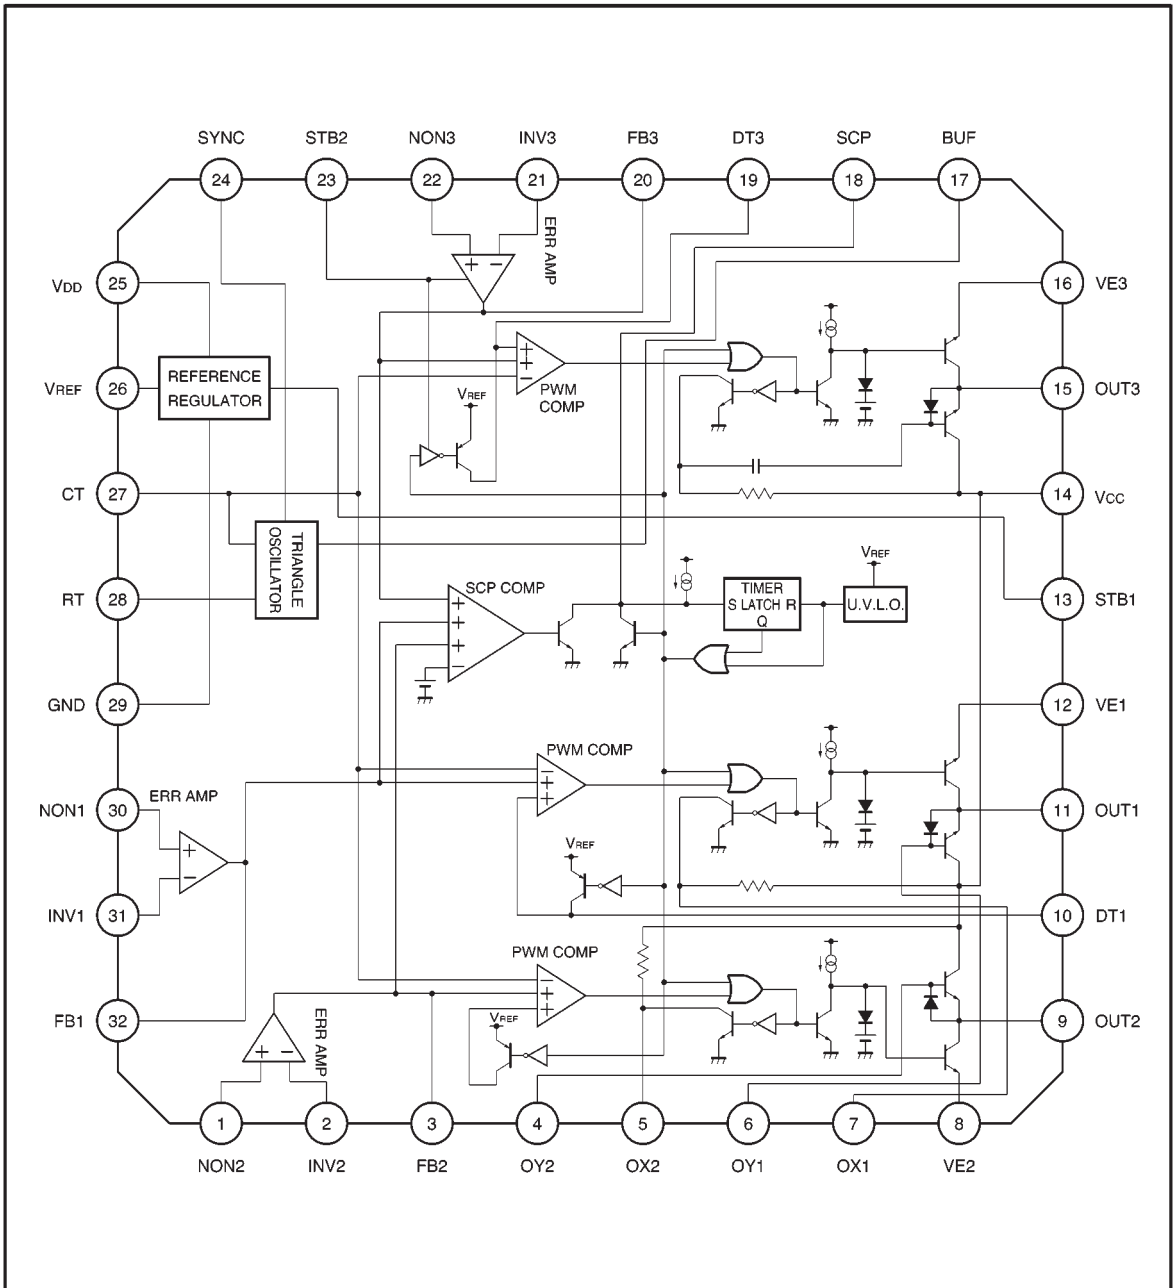 SYNC STB2 NON3 INV3 FB3 DT3 SCP BUF
24 23 22 21 20 19 18 17
ERR AMP
+ −
VDD 25
16 VE3
VREF 26
REFERENCE
REGULATOR
+
+
−
PWM
COMP
VREF
15 OUT3
CT 27
14 VCC
TRIANGLE
OSCILLATOR
RT 28
SCP COMP
+
+
+
−
TIMER
S LATCH R
Q
VREF
U.V.L.O.
13 STB1
GND 29
12 VE1
PWM COMP
−
+
+
NON1 30
ERR AMP
+
−
11 OUT1
VREF
INV1 31
10 DT1
PWM COMP
−
+
+
VREF
FB1 32
ERR AMP
+ −
9 OUT2
1 2 3 4 5 6 7 8
NON2 INV2 FB2 OY2 OX2 OY1 OX1 VE2